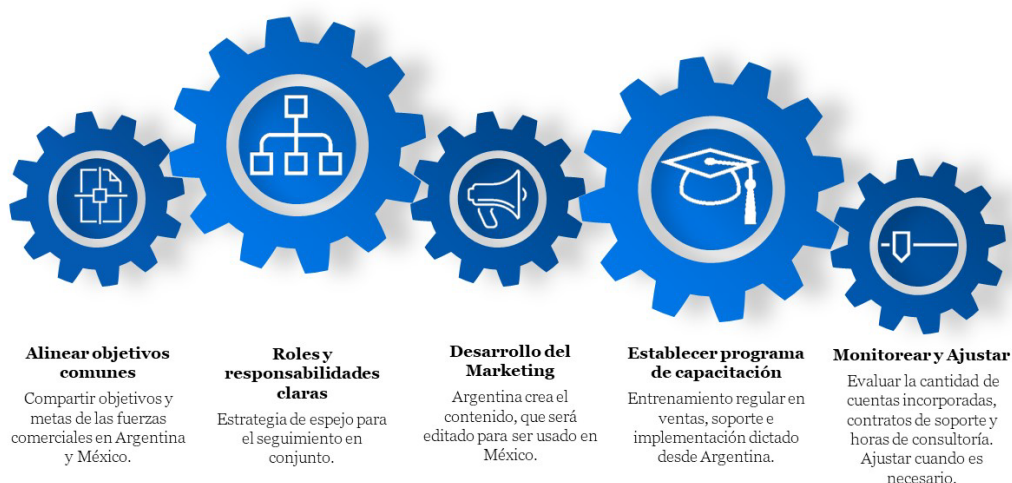 Alinear objetivos
comunes
Compartir objetivos y
metas de las fuerzas
comerciales en Argentina
y México.
Roles y
responsabilidades
claras
Estrategia de espejo para
el seguimiento en
conjunto.
Desarrollo del
Marketing
Argentina crea el
contenido, que será
editado para ser usado en
México.
Establecer programa
de capacitación
Entrenamiento regular en
ventas, soporte e
implementación dictado
desde Argentina.
Monitorear y Ajustar
Evaluar la cantidad de
cuentas incorporadas,
contratos de soporte y
horas de consultoría.
Ajustar cuando es
necesario.